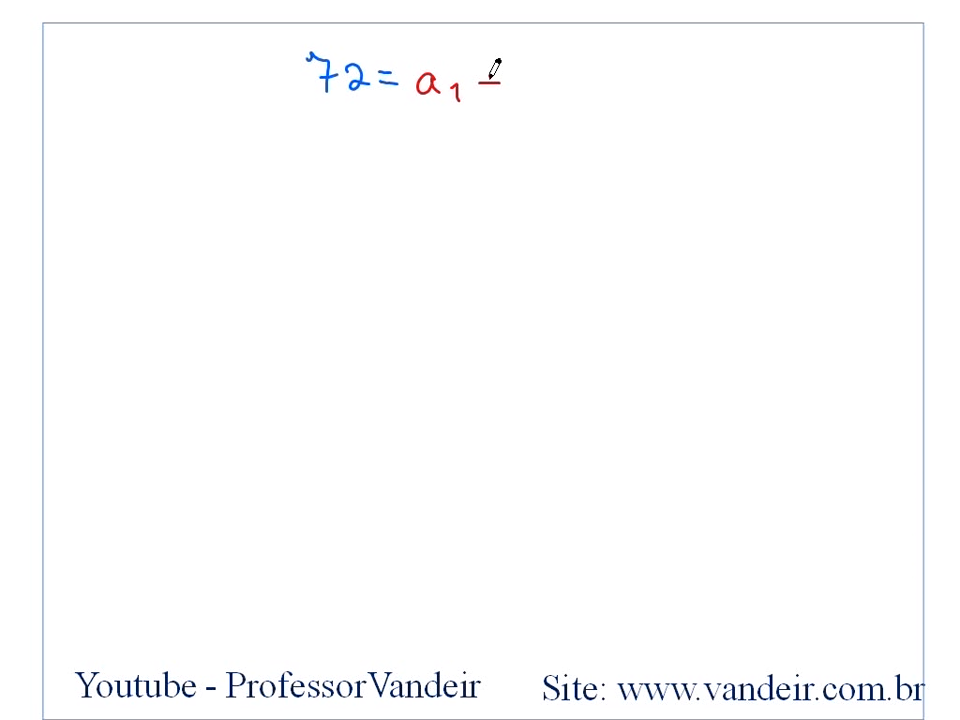 72 = a₁ −
Youtube - ProfessorVandeir
Site: www.vandeir.com.br